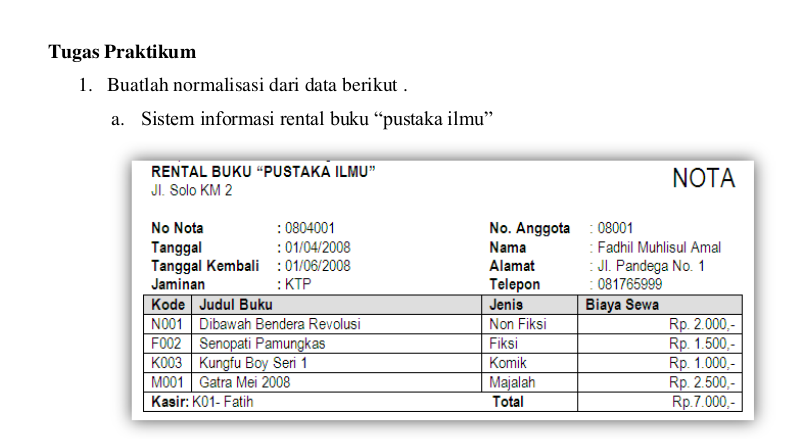 Tugas Praktikum
1. Buatlah normalisasi dari data berikut .
a. Sistem informasi rental buku “pustaka ilmu”
RENTAL BUKU “PUSTAKA ILMU” NOTA
Jl. Solo KM 2
No Nota : 0804001 No. Anggota : 08001
Tanggal : 01/04/2008 Nama : Fadhil Muhlisul Amal
Tanggal Kembali : 01/06/2008 Alamat : Jl. Pandega No. 1
Jaminan : KTP Telepon : 081765999
Kode Judul Buku Jenis Biaya Sewa
N001 Dibawah Bendera Revolusi Non Fiksi Rp. 2.000,-
F002 Senopati Pamungkas Fiksi Rp. 1.500,-
K003 Kungfu Boy Seri 1 Komik Rp. 1.000,-
M001 Gatra Mei 2008 Majalah Rp. 2.500,-
Kasir: K01- Fatih Total Rp.7.000,-